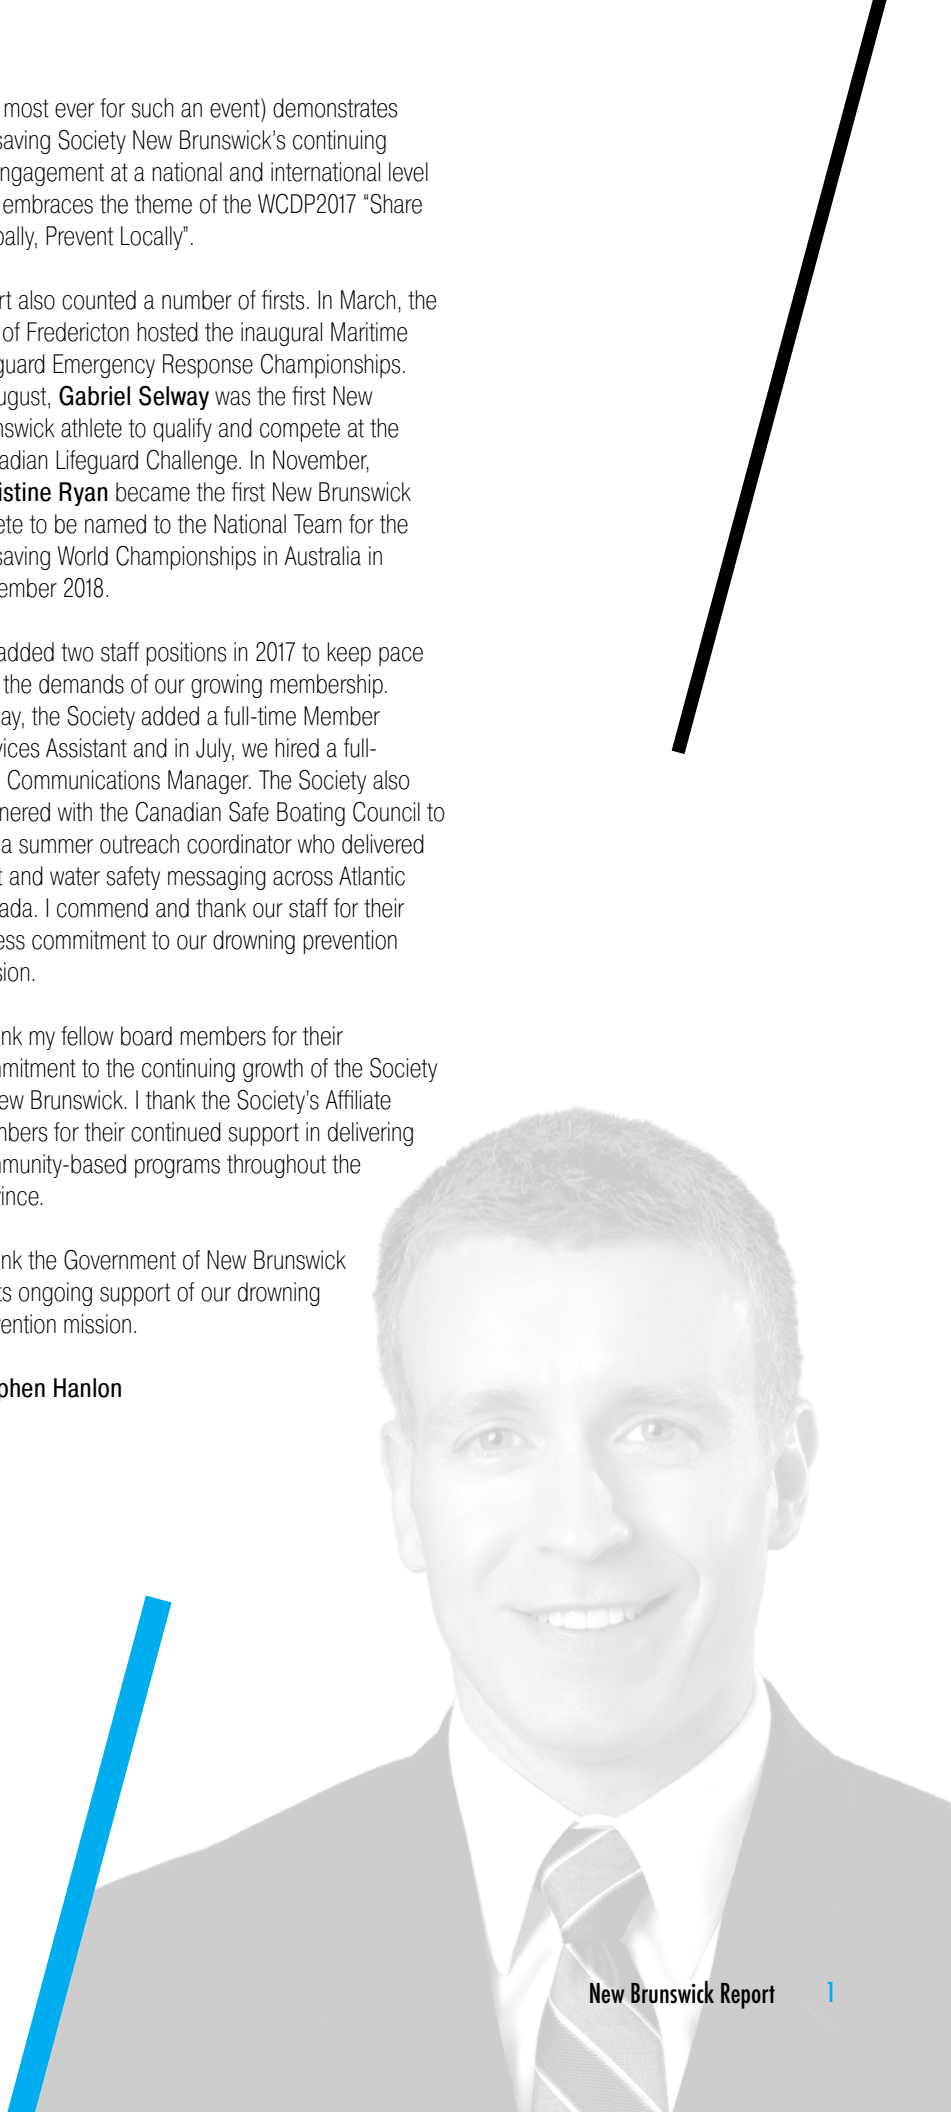 most ever for such an event) demonstrates
saving Society New Brunswick’s continuing
ngagement at a national and international level
embraces the theme of the WCDP2017 “Share
bally, Prevent Locally”.
rt also counted a number of firsts. In March, the
of Fredericton hosted the inaugural Maritime
guard Emergency Response Championships.
ugust, Gabriel Selway was the first New
nswick athlete to qualify and compete at the
adian Lifeguard Challenge. In November,
istine Ryan became the first New Brunswick
ete to be named to the National Team for the
saving World Championships in Australia in
ember 2018.
added two staff positions in 2017 to keep pace
the demands of our growing membership.
ay, the Society added a full-time Member
vices Assistant and in July, we hired a full-
Communications Manager. The Society also
nered with the Canadian Safe Boating Council to
a summer outreach coordinator who delivered
t and water safety messaging across Atlantic
ada. I commend and thank our staff for their
ess commitment to our drowning prevention
sion.
nk my fellow board members for their
mmitment to the continuing growth of the Society
ew Brunswick. I thank the Society’s Affiliate
mbers for their continued support in delivering
mmunity-based programs throughout the
vince.
nk the Government of New Brunswick
ts ongoing support of our drowning
vention mission.
phen Hanlon
New Brunswick Report 1